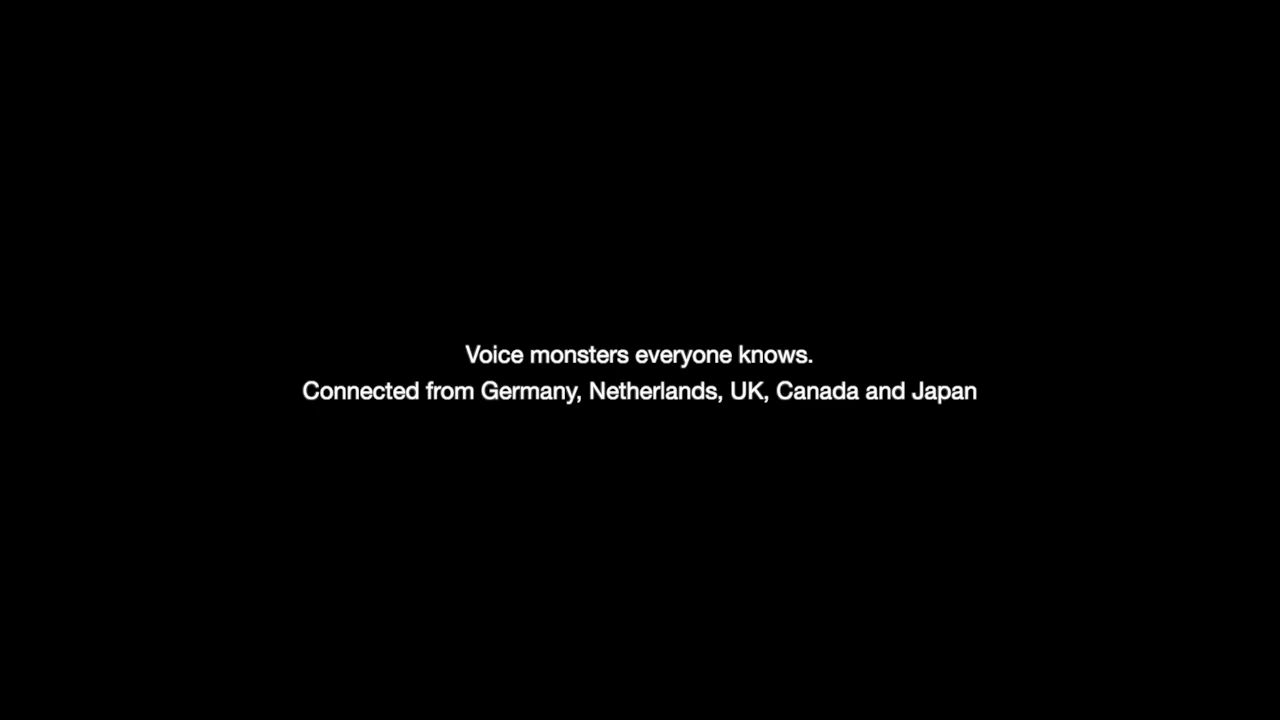 Voice monsters everyone knows.
Connected from Germany, Netherlands, UK, Canada and Japan